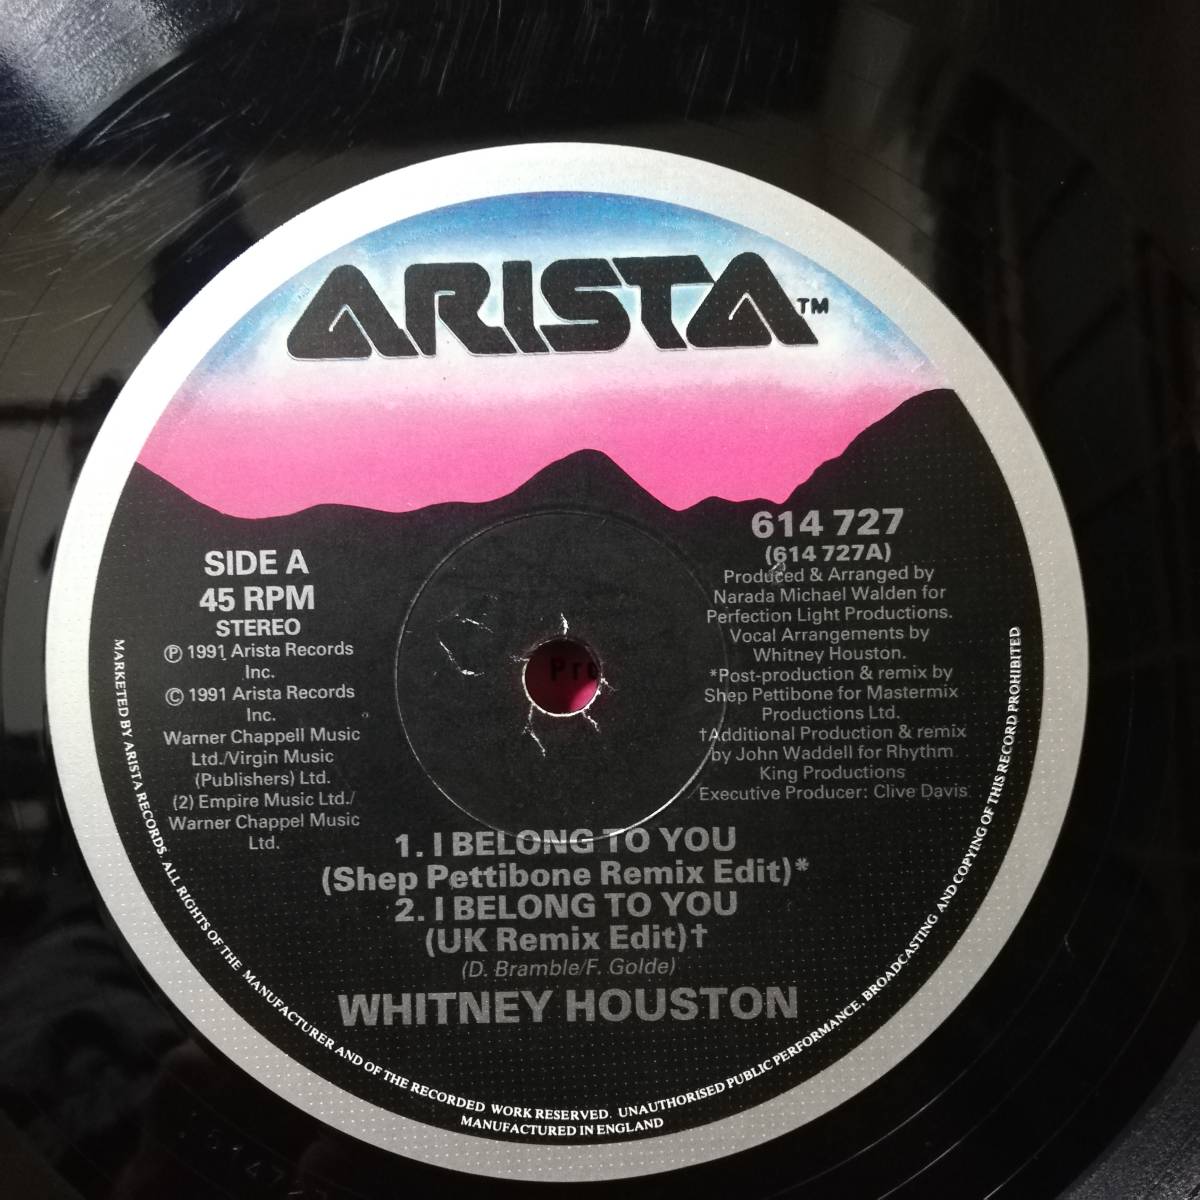 ARISTA™
SIDE A
45 RPM
STEREO
℗ 1991 Arista Records
Inc.
© 1991 Arista Records
Inc.
Warner Chappell Music
Ltd./Virgin Music
(Publishers) Ltd.
(2) Empire Music Ltd./
Warner Chappel Music
Ltd.
614 727
(614 727A)
Produced & Arranged by
Narada Michael Walden for
Perfection Light Productions.
Vocal Arrangements by
Whitney Houston.
*Post-production & remix by
Shep Pettibone for Mastermix
Productions Ltd.
†Additional Production & remix
by John Waddell for Rhythm
King Productions
Executive Producer: Clive Davis
1. I BELONG TO YOU
(Shep Pettibone Remix Edit)*
2. I BELONG TO YOU
(UK Remix Edit)†
(D. Bramble/F. Golde)
WHITNEY HOUSTON
MARKETED BY ARISTA RECORDS. ALL RIGHTS OF THE MANUFACTURER AND OF THE RECORDED WORK RESERVED. UNAUTHORISED PUBLIC PERFORMANCE, BROADCASTING AND COPYING OF THIS RECORD PROHIBITED
MANUFACTURED IN ENGLAND